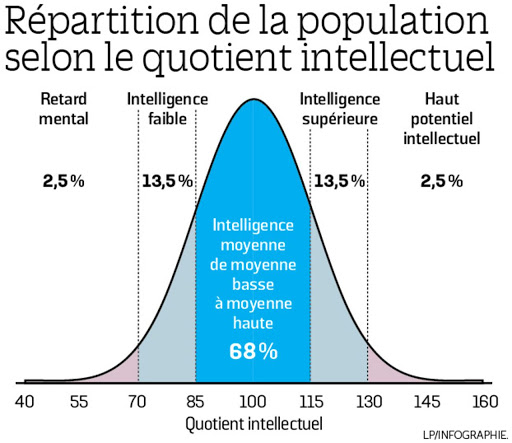 Répartition de la population
selon le quotient intellectuel
Retard
mental
2,5 %
Intelligence
faible
13,5 %
Intelligence
supérieure
13,5 %
Haut
potentiel
intellectuel
2,5 %
Intelligence
moyenne
de moyenne
basse
à moyenne
haute
68 %
40 55 70 85 100 115 130 145 160
Quotient intellectuel
LP/INFOGRAPHIE.